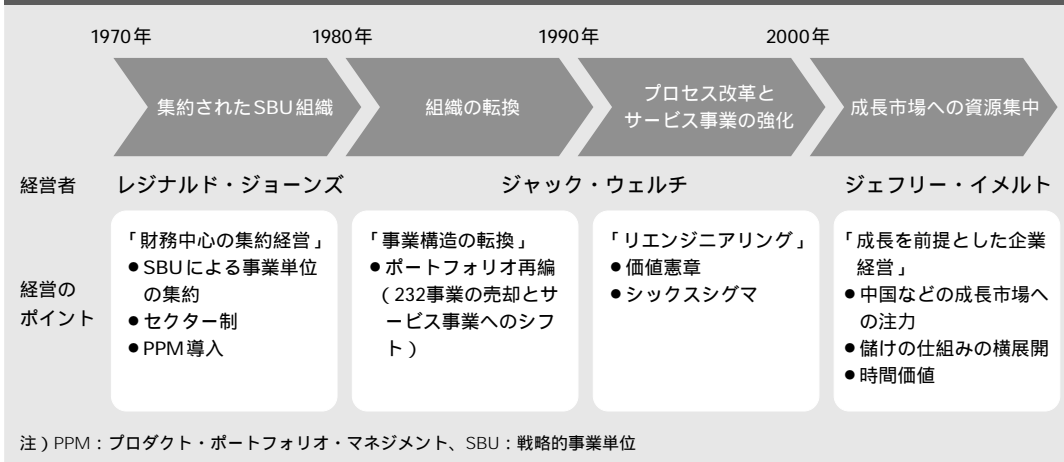 1970年
1980年
1990年
2000年
集約されたSBU組織
組織の転換
プロセス改革と
サービス事業の強化
成長市場への資源集中
経営者
レジナルド・ジョーンズ
ジャック・ウェルチ
ジェフリー・イメルト
経営の
ポイント
「財務中心の集約経営」
●SBUによる事業単位
の集約
●セクター制
●PPM導入
「事業構造の転換」
●ポートフォリオ再編
(232事業の売却とサ
ービス事業へのシフ
ト)
「リエンジニアリング」
●価値憲章
●シックスシグマ
「成長を前提とした企業
経営」
●中国などの成長市場へ
の注力
●儲けの仕組みの横展開
●時間価値
注)PPM:プロダクト・ポートフォリオ・マネジメント、SBU:戦略的事業単位